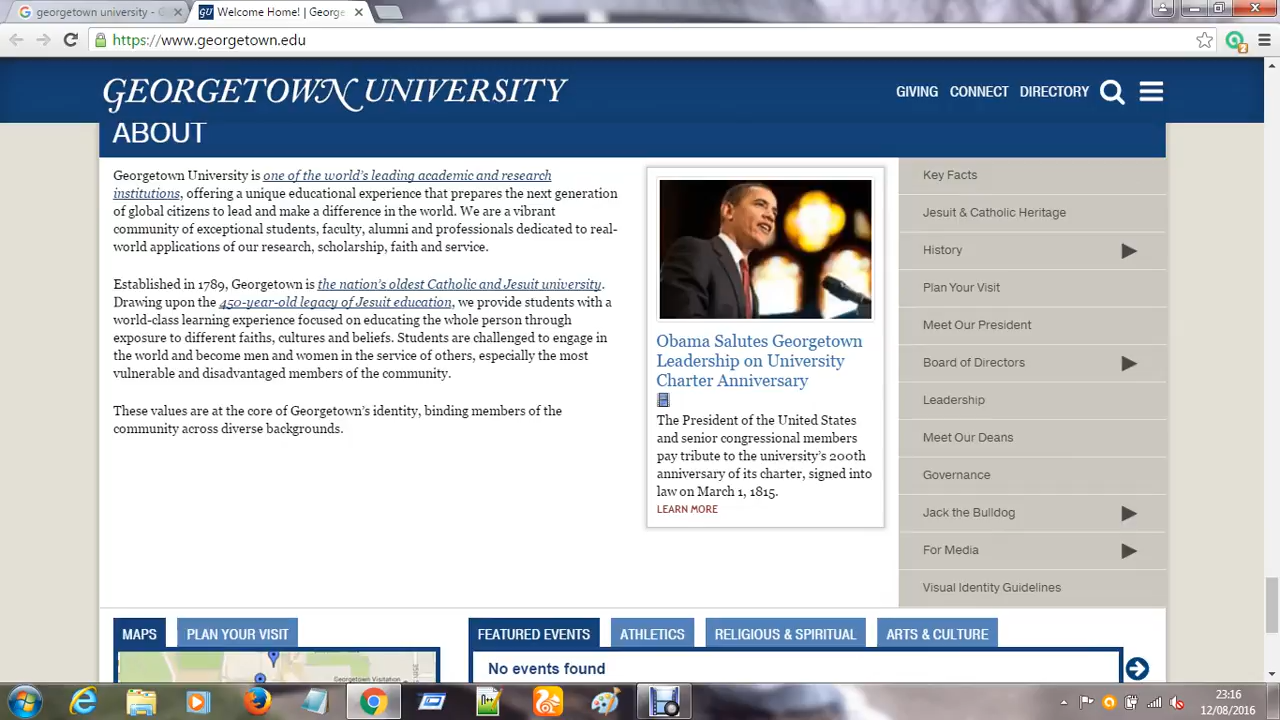 georgetown university - G
Welcome Home! | George
https://www.georgetown.edu
GEORGETOWN UNIVERSITY
GIVING CONNECT DIRECTORY
ABOUT
Georgetown University is one of the world's leading academic and research
institutions, offering a unique educational experience that prepares the next generation
of global citizens to lead and make a difference in the world. We are a vibrant
community of exceptional students, faculty, alumni and professionals dedicated to real-
world applications of our research, scholarship, faith and service.
Established in 1789, Georgetown is the nation's oldest Catholic and Jesuit university.
Drawing upon the 450-year-old legacy of Jesuit education, we provide students with a
world-class learning experience focused on educating the whole person through
exposure to different faiths, cultures and beliefs. Students are challenged to engage in
the world and become men and women in the service of others, especially the most
vulnerable and disadvantaged members of the community.
These values are at the core of Georgetown's identity, binding members of the
community across diverse backgrounds.
Obama Salutes Georgetown
Leadership on University
Charter Anniversary
The President of the United States
and senior congressional members
pay tribute to the university's 200th
anniversary of its charter, signed into
law on March 1, 1815.
LEARN MORE
Key Facts
Jesuit & Catholic Heritage
History
Plan Your Visit
Meet Our President
Board of Directors
Leadership
Meet Our Deans
Governance
Jack the Bulldog
For Media
Visual Identity Guidelines
MAPS PLAN YOUR VISIT
FEATURED EVENTS ATHLETICS RELIGIOUS & SPIRITUAL ARTS & CULTURE
No events found
Georgetown Visitation
23:16
12/08/2016